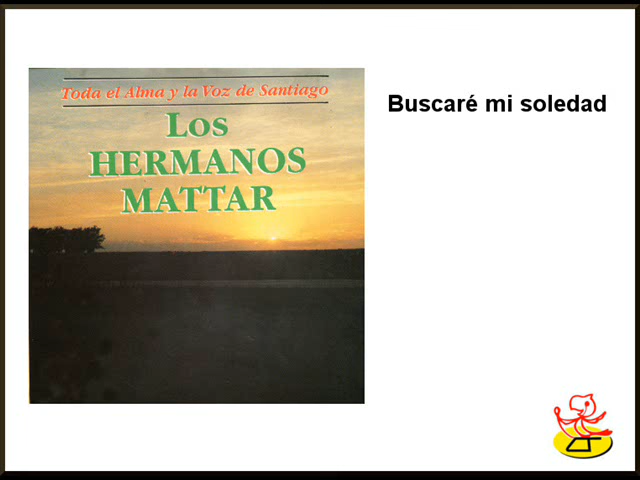 Toda el Alma y la Voz de Santiago
Los
HERMANOS
MATTAR
Buscaré mi soledad